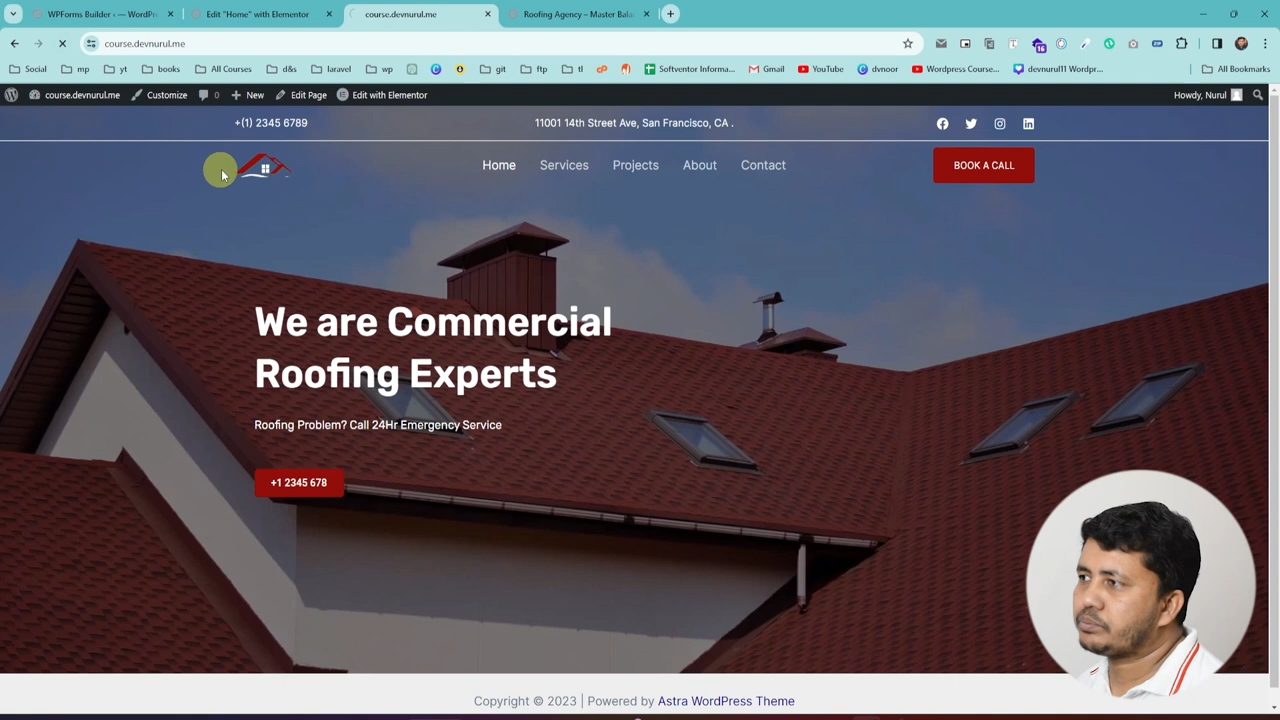 WPForms Builder ‹ — WordPr
Edit "Home" with Elementor
course.devnurul.me
Roofing Agency – Master Bala
course.devnurul.me
16
ZIP
Social
mp
yt
books
All Courses
d&s
laravel
wp
git
ftp
tl
Softventor Informa...
Gmail
YouTube
dvnoor
Wordpress Course...
devnurul11 Wordpr...
All Bookmarks
course.devnurul.me
Customize
0
New
Edit Page
Edit with Elementor
Howdy, Nurul
+(1) 2345 6789
11001 14th Street Ave, San Francisco, CA .
Home
Services
Projects
About
Contact
BOOK A CALL
We are Commercial
Roofing Experts
Roofing Problem? Call 24Hr Emergency Service
+1 2345 678
Copyright © 2023 | Powered by Astra WordPress Theme